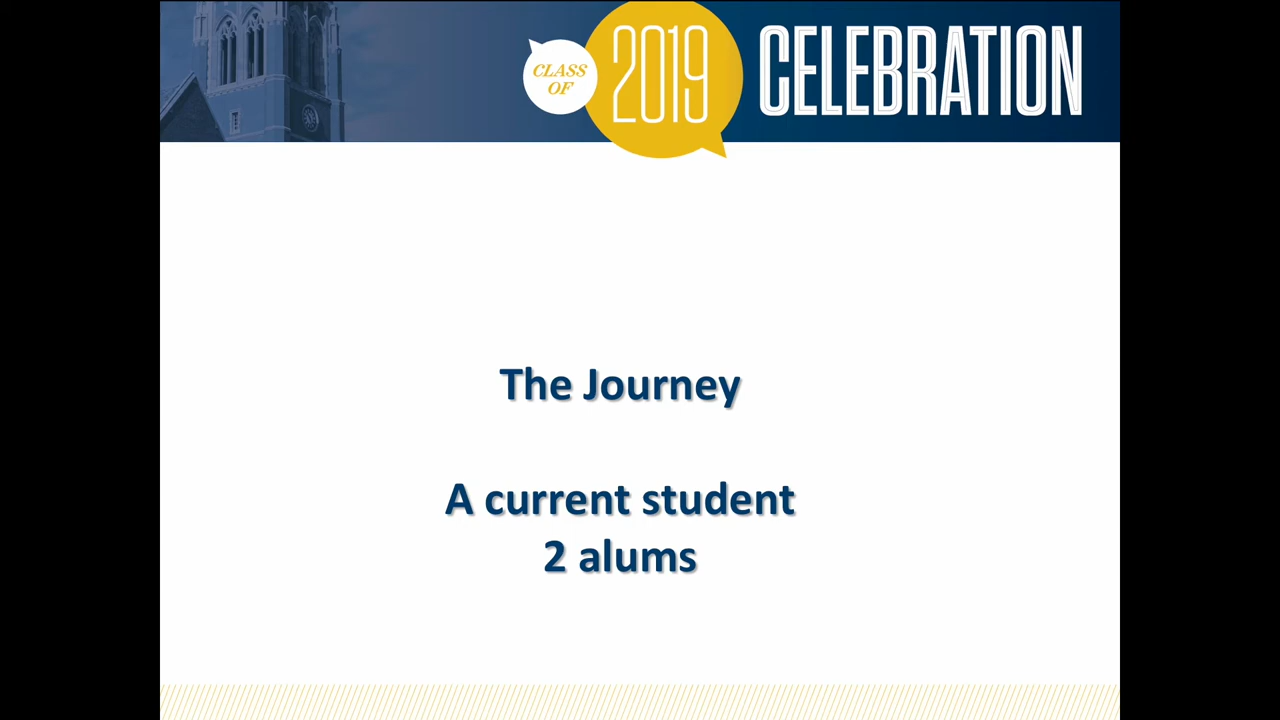 CLASS
OF
2019
CELEBRATION
The Journey
A current student
2 alums